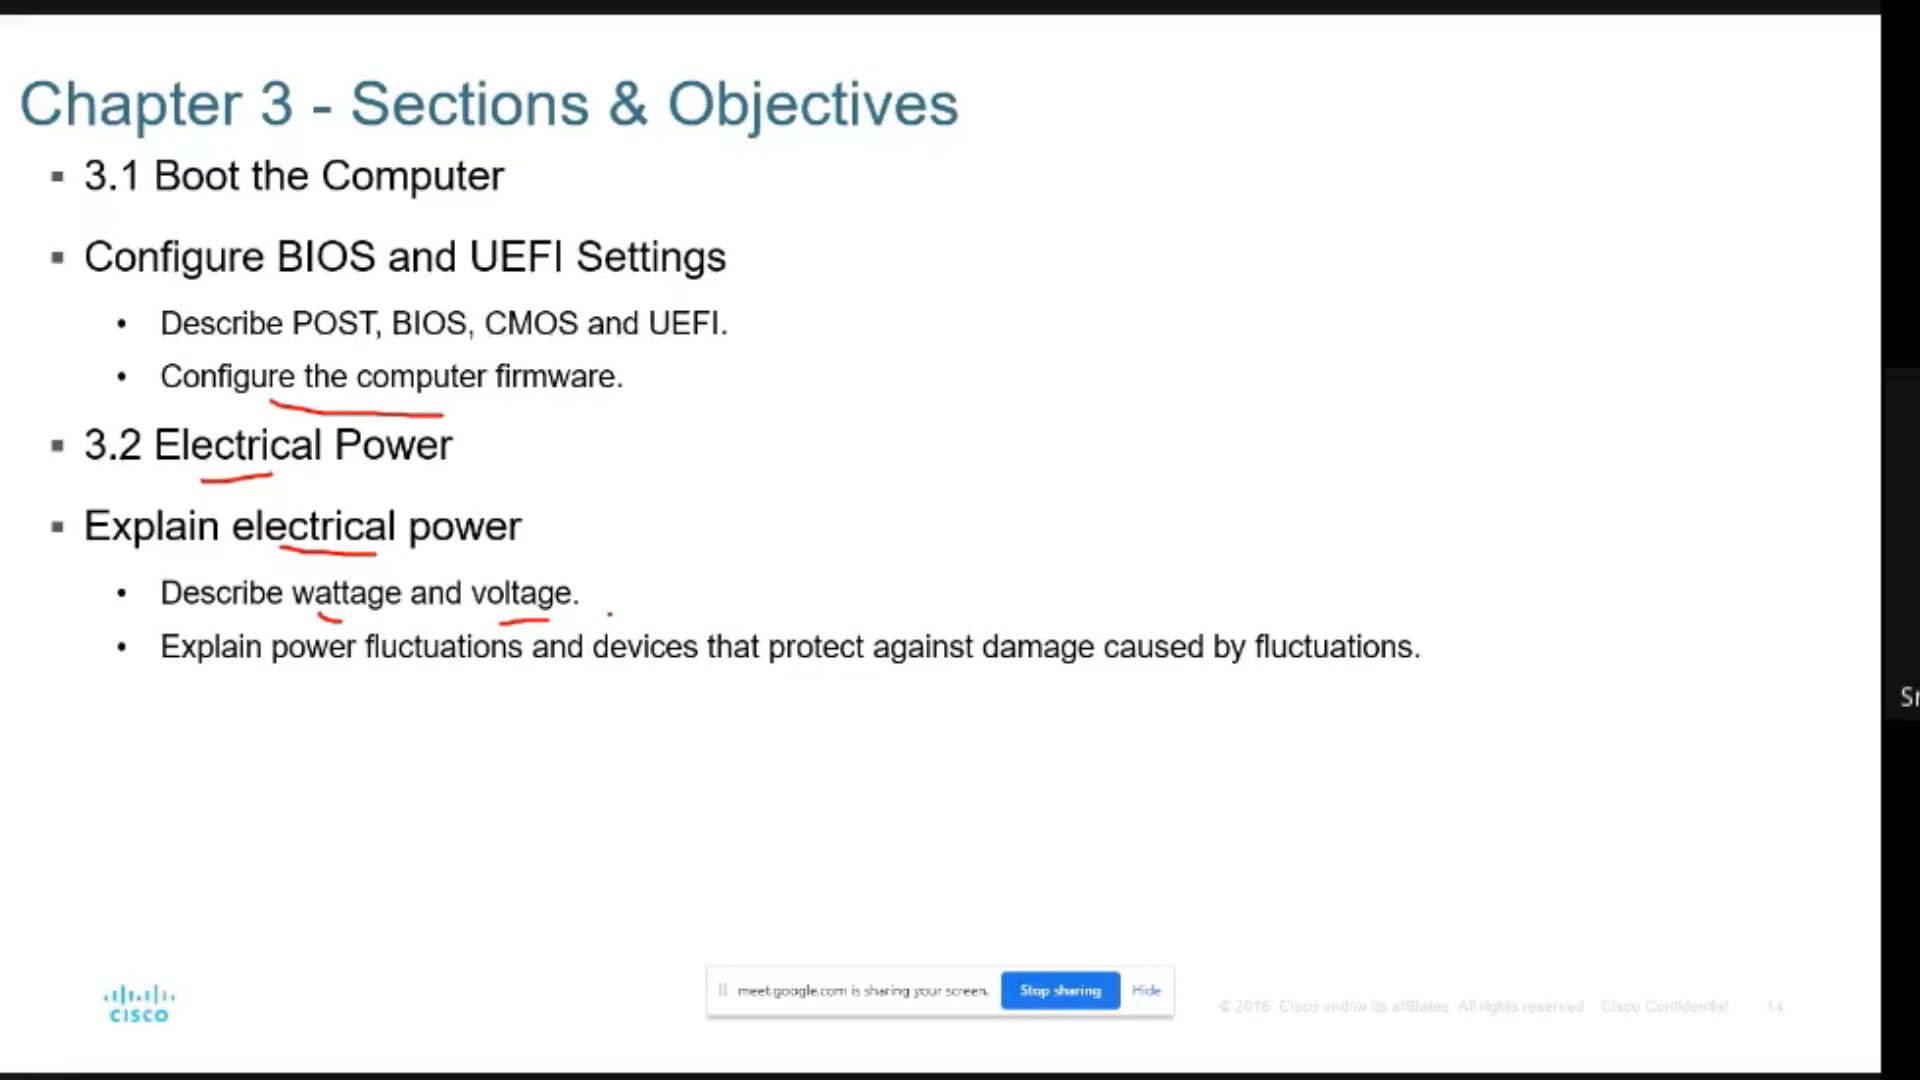 Chapter 3 - Sections & Objectives
3.1 Boot the Computer
Configure BIOS and UEFI Settings
Describe POST, BIOS, CMOS and UEFI.
Configure the computer firmware.
3.2 Electrical Power
Explain electrical power
Describe wattage and voltage.
Explain power fluctuations and devices that protect against damage caused by fluctuations.
Sr
CISCO
meet.google.com is sharing your screen.
Stop sharing
Hide
© 2016 Cisco and/or its affiliates. All rights reserved. Cisco Confidential
14